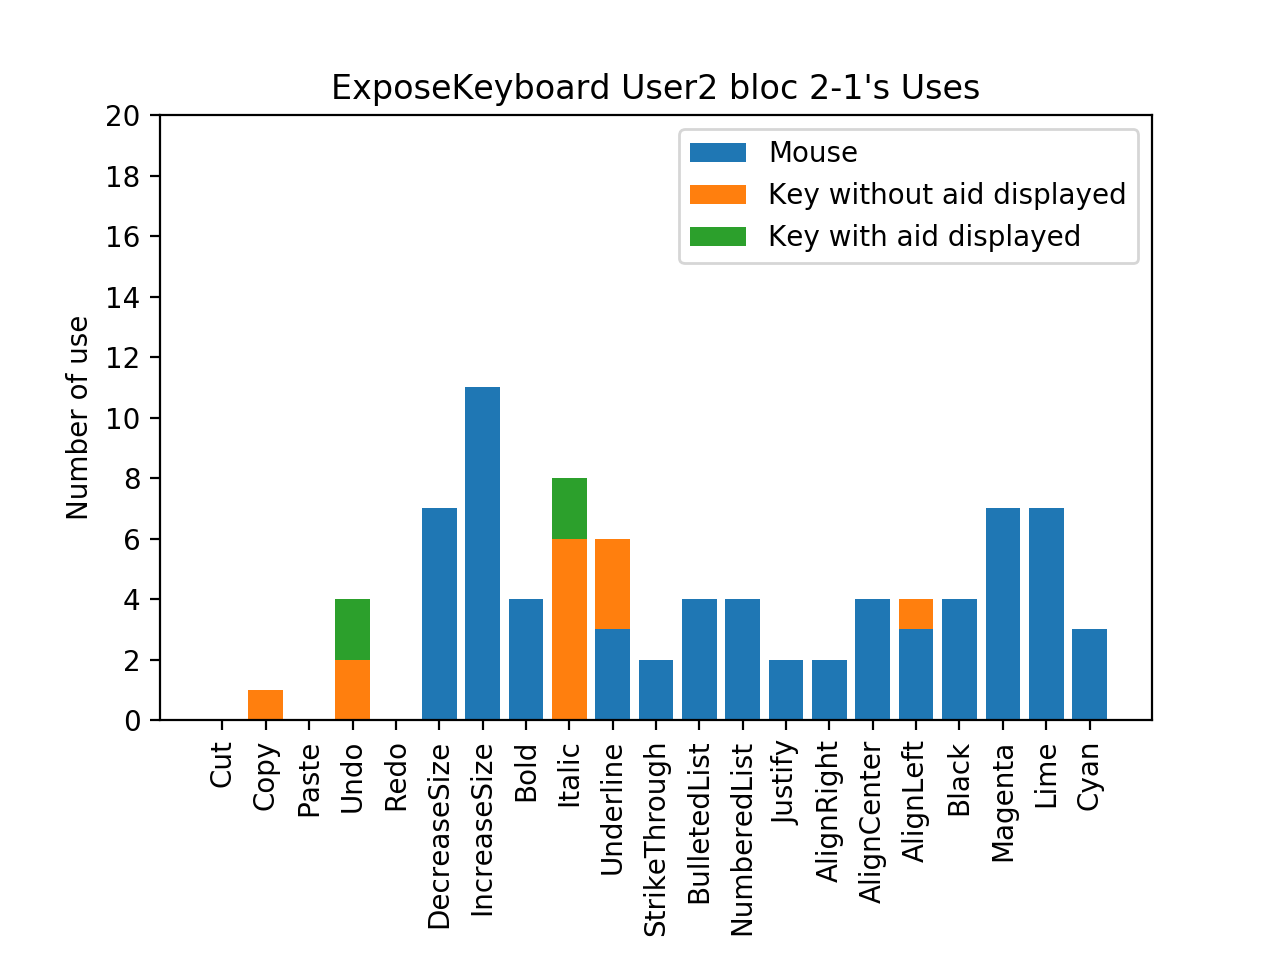 ExposeKeyboard User2 bloc 2-1's Uses
Mouse
Key without aid displayed
Key with aid displayed
Number of use
20
18
16
14
12
10
8
6
4
2
0
Cut
Copy
Paste
Undo
Redo
DecreaseSize
IncreaseSize
Bold
Italic
Underline
StrikeThrough
BulletedList
NumberedList
Justify
AlignRight
AlignCenter
AlignLeft
Black
Magenta
Lime
Cyan